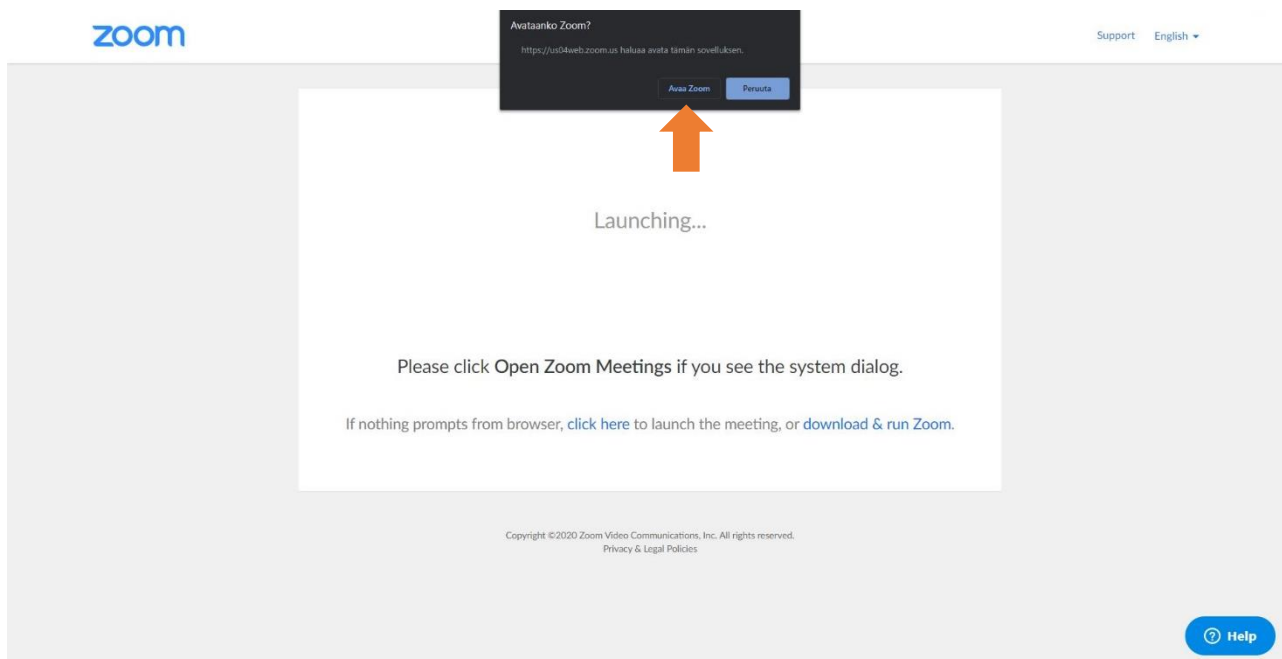 zoom
Support English
Avataanko Zoom?
https://us04web.zoom.us haluaa avata tämän sovelluksen.
Avaa Zoom Peruuta
Launching...
Please click Open Zoom Meetings if you see the system dialog.
If nothing prompts from browser, click here to launch the meeting, or download & run Zoom.
Copyright ©2020 Zoom Video Communications, Inc. All rights reserved.
Privacy & Legal Policies
Help